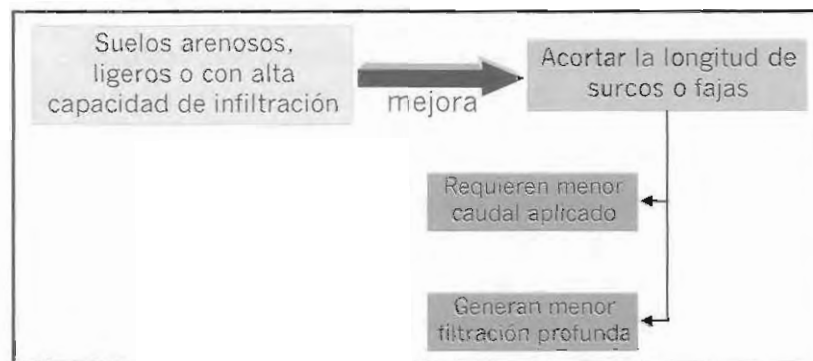 Suelos arenosos,
ligeros o con alta
capacidad de infiltración
mejora
Acortar la longitud de
surcos o fajas
Requieren menor
caudal aplicado
Generan menor
filtración profunda